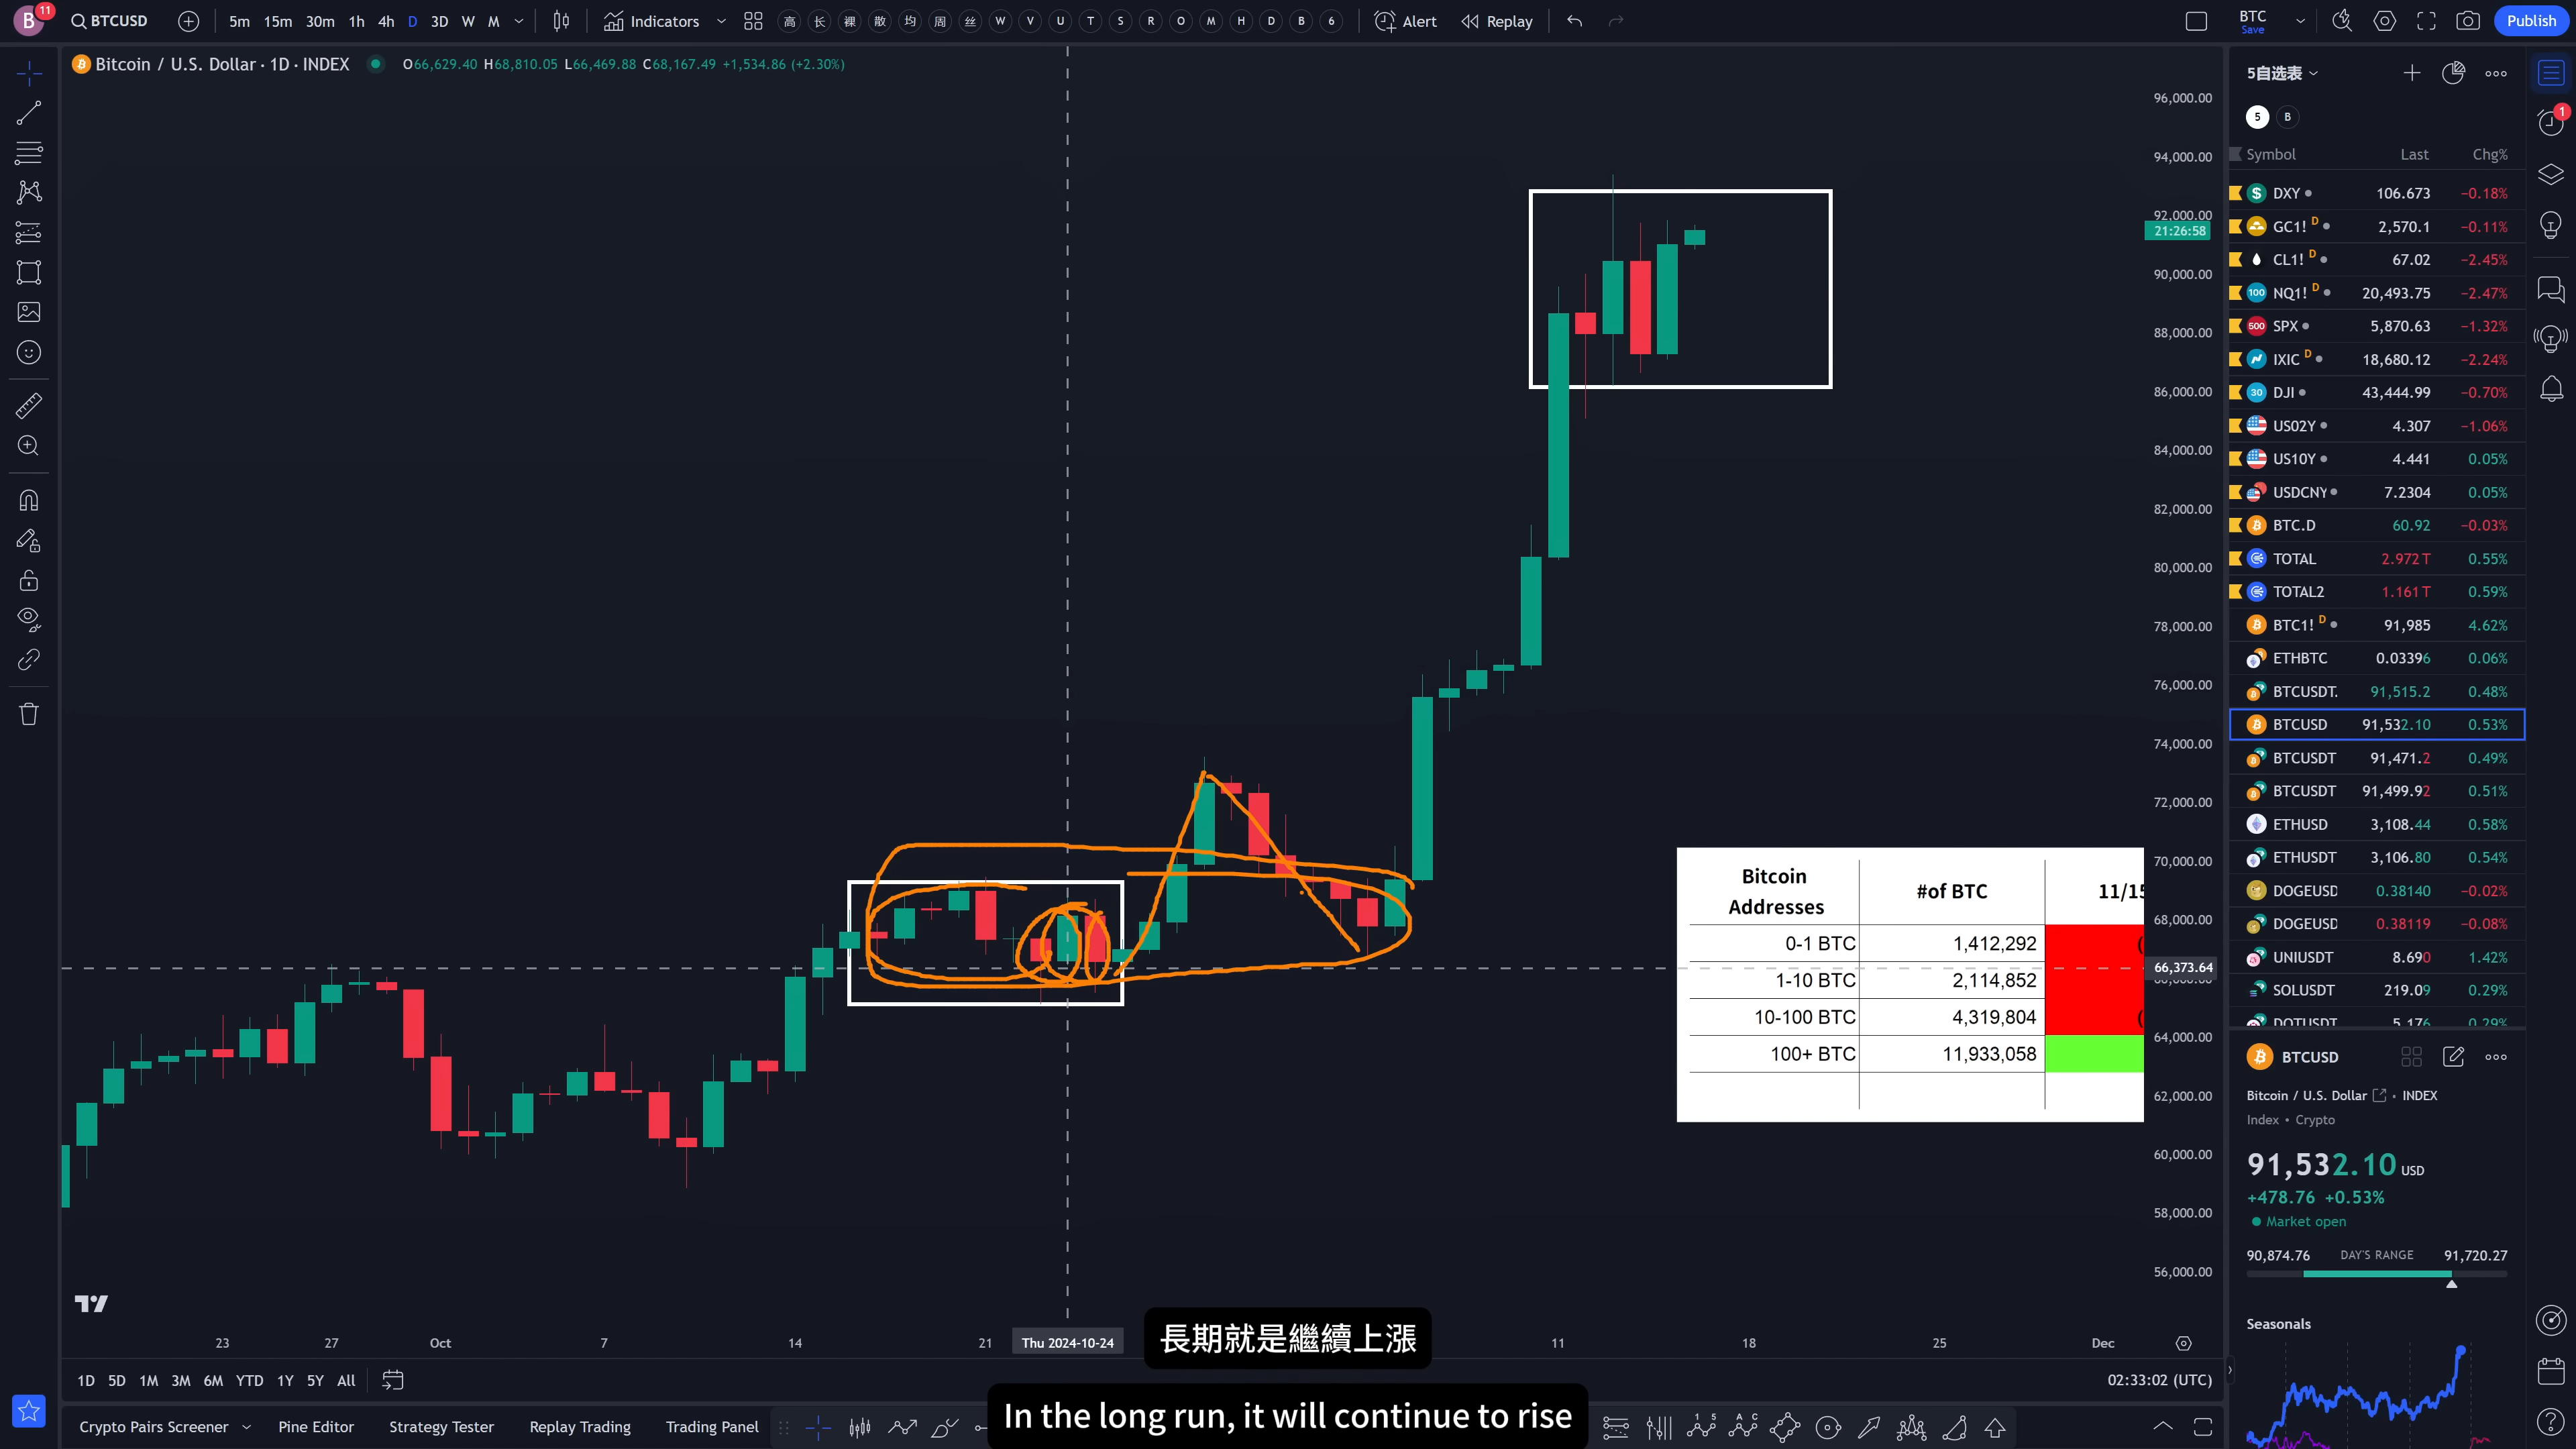 B 11 BTCUSD 5m 15m 30m 1h 4h D 3D W M Indicators 高 长 裸 散 均 周 丝 W V U T S R O M H D B 6 Alert Replay BTC Save Publish
Bitcoin / U.S. Dollar · 1D · INDEX O66,629.40 H68,810.05 L66,469.88 C68,167.49 +1,534.86 (+2.30%)
96,000.00
94,000.00
92,000.00
21:26:58
90,000.00
88,000.00
86,000.00
84,000.00
82,000.00
80,000.00
78,000.00
76,000.00
74,000.00
72,000.00
70,000.00
68,000.00
66,373.64
64,000.00
62,000.00
60,000.00
58,000.00
56,000.00
Bitcoin Addresses #of BTC 11/15
0-1 BTC 1,412,292 (
1-10 BTC 2,114,852
10-100 BTC 4,319,804 (
100+ BTC 11,933,058
23 27 Oct 7 14 21 Thu 2024-10-24 11 18 25 Dec
長期就是繼續上漲
1D 5D 1M 3M 6M YTD 1Y 5Y All 02:33:02 (UTC)
In the long run, it will continue to rise
Crypto Pairs Screener Pine Editor Strategy Tester Replay Trading Trading Panel
5自选表
5 B
Symbol Last Chg%
DXY 106.673 −0.18%
GC1! D 2,570.1 −0.11%
CL1! D 67.02 −2.45%
NQ1! D 20,493.75 −2.47%
SPX 5,870.63 −1.32%
IXIC D 18,680.12 −2.24%
DJI 43,444.99 −0.70%
US02Y 4.307 −1.06%
US10Y 4.441 0.05%
USDCNY 7.2304 0.05%
BTC.D 60.92 −0.03%
TOTAL 2.972 T 0.55%
TOTAL2 1.161 T 0.59%
BTC1! D 91,985 4.62%
ETHBTC 0.03396 0.06%
BTCUSDT. 91,515.2 0.48%
BTCUSD 91,532.10 0.53%
BTCUSDT 91,471.2 0.49%
BTCUSDT 91,499.92 0.51%
ETHUSD 3,108.44 0.58%
ETHUSDT 3,106.80 0.54%
DOGEUSD 0.38140 −0.02%
DOGEUSD 0.38119 −0.08%
UNIUSDT 8.690 1.42%
SOLUSDT 219.09 0.29%
DOTUSDT 5.176 0.29%
BTCUSD
Bitcoin / U.S. Dollar • INDEX
Index • Crypto
91,532.10 USD
+478.76 +0.53%
Market open
90,874.76 DAY'S RANGE 91,720.27
Seasonals